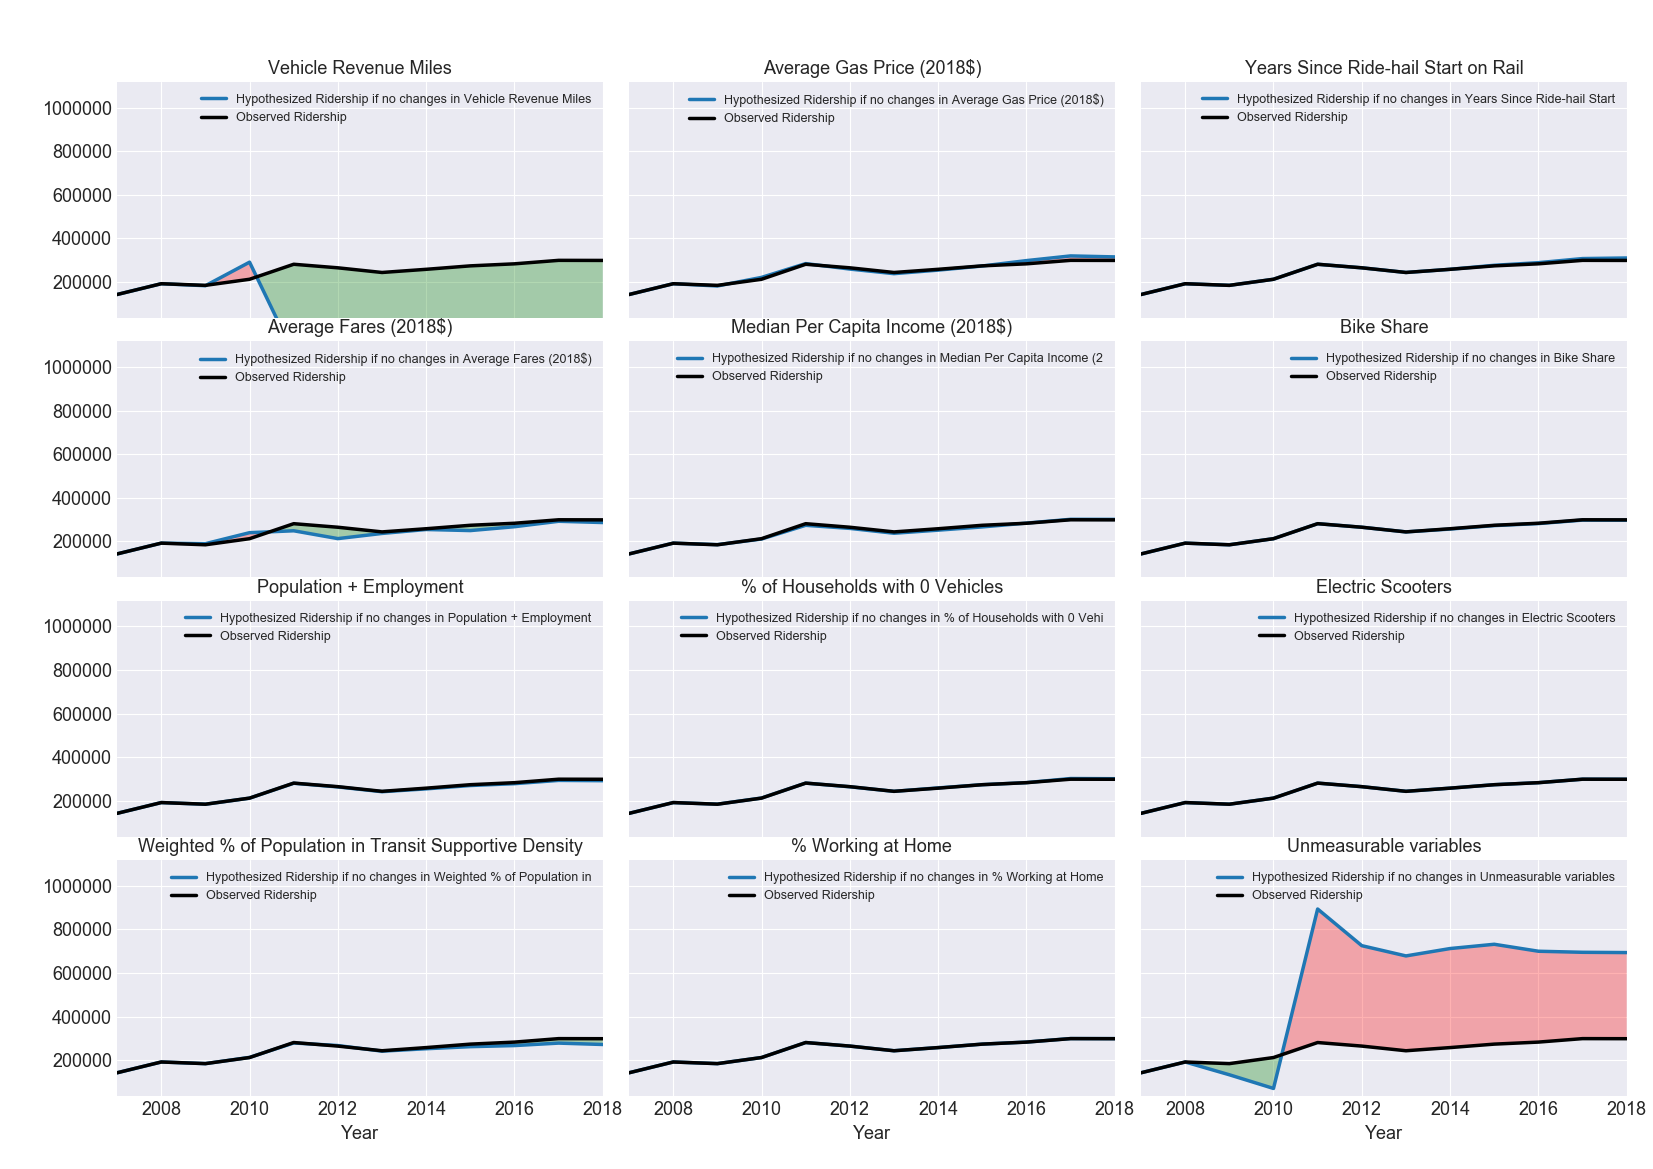 Vehicle Revenue Miles
Hypothesized Ridership if no changes in Vehicle Revenue Miles
Observed Ridership
1000000
800000
600000
400000
200000
Average Gas Price (2018$)
Hypothesized Ridership if no changes in Average Gas Price (2018$)
Observed Ridership
Years Since Ride-hail Start on Rail
Hypothesized Ridership if no changes in Years Since Ride-hail Start
Observed Ridership
Average Fares (2018$)
Hypothesized Ridership if no changes in Average Fares (2018$)
Observed Ridership
1000000
800000
600000
400000
200000
Median Per Capita Income (2018$)
Hypothesized Ridership if no changes in Median Per Capita Income (2
Observed Ridership
Bike Share
Hypothesized Ridership if no changes in Bike Share
Observed Ridership
Population + Employment
Hypothesized Ridership if no changes in Population + Employment
Observed Ridership
1000000
800000
600000
400000
200000
% of Households with 0 Vehicles
Hypothesized Ridership if no changes in % of Households with 0 Vehi
Observed Ridership
Electric Scooters
Hypothesized Ridership if no changes in Electric Scooters
Observed Ridership
Weighted % of Population in Transit Supportive Density
Hypothesized Ridership if no changes in Weighted % of Population in
Observed Ridership
1000000
800000
600000
400000
200000
2008 2010 2012 2014 2016 2018
Year
% Working at Home
Hypothesized Ridership if no changes in % Working at Home
Observed Ridership
2008 2010 2012 2014 2016 2018
Year
Unmeasurable variables
Hypothesized Ridership if no changes in Unmeasurable variables
Observed Ridership
2008 2010 2012 2014 2016 2018
Year